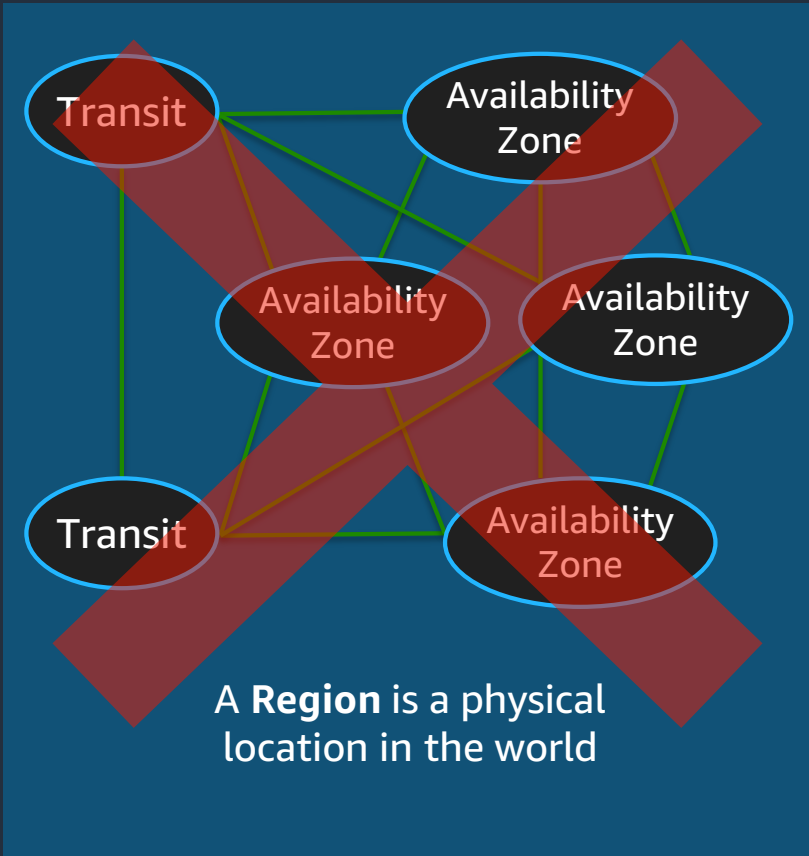 Transit
Availability
Zone
Availability
Zone
Availability
Zone
Transit
Availability
Zone
A Region is a physical
location in the world